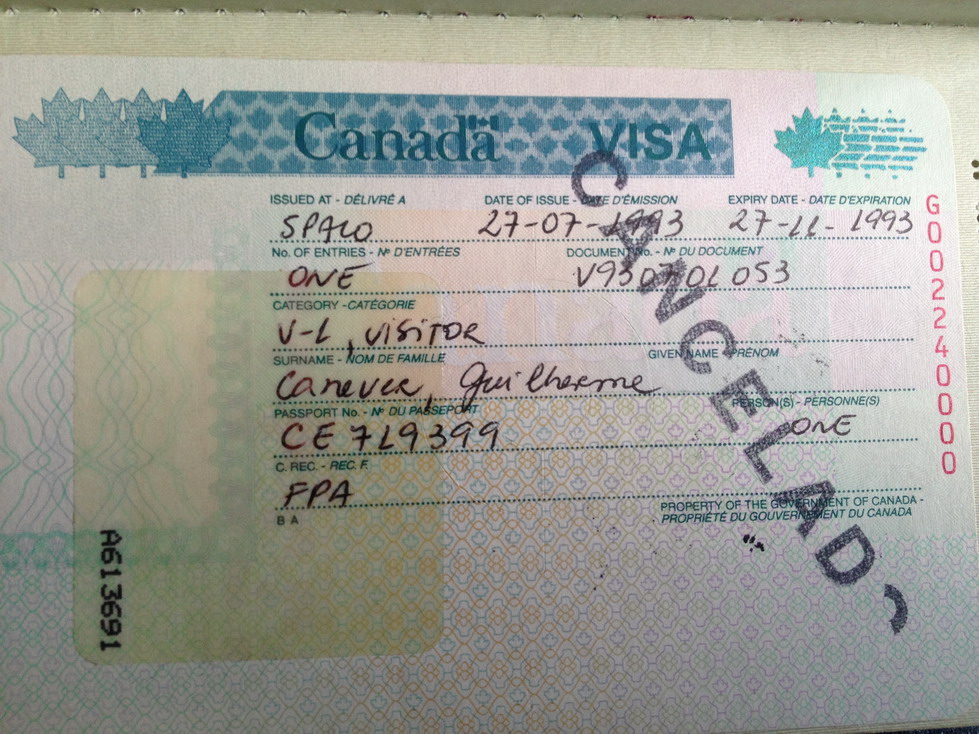 Canada VISA
ISSUED AT - DÉLIVRÉ A DATE OF ISSUE - DATE D'ÉMISSION EXPIRY DATE - DATE D'EXPIRATION
SPALO 27-07-1993 27-11-1993
No. OF ENTRIES - Nº D'ENTRÉES DOCUMENT No. - Nº DU DOCUMENT
ONE V930701053
CATEGORY - CATÉGORIE
V-1, VISITOR
SURNAME - NOM DE FAMILLE GIVEN NAME - PRÉNOM
Canever, Guilherme
PASSPORT No. - Nº DU PASSEPORT PERSON(S) - PERSONNE(S)
CE 719399 ONE
C. REC. - REC. F.
FPA
B A
PROPERTY OF THE GOVERNMENT OF CANADA -
PROPRIÉTÉ DU GOUVERNEMENT DU CANADA
G002240000
CANCELADO
A613691